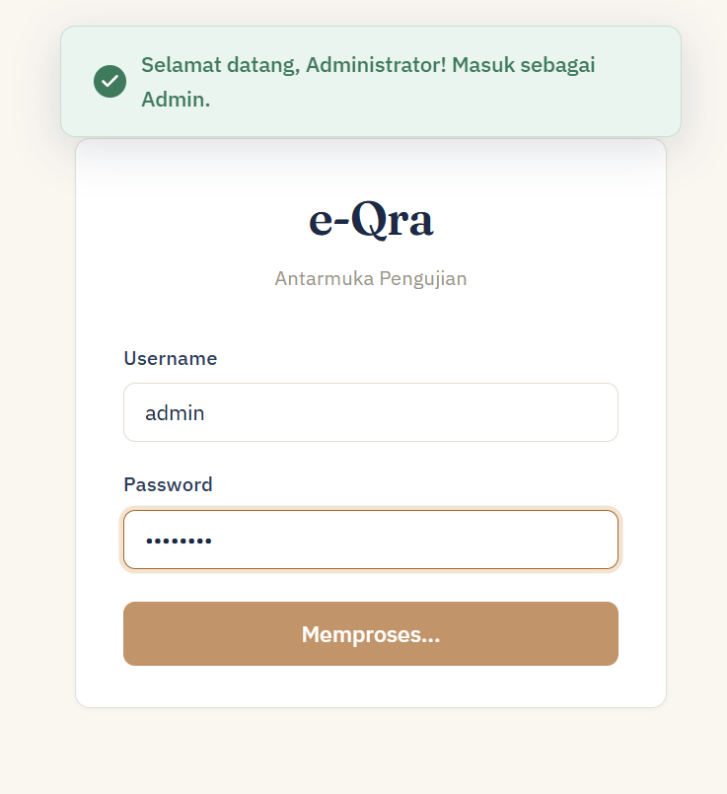 Selamat datang, Administrator! Masuk sebagai
Admin.
e-Qra
Antarmuka Pengujian
Username
admin
Password
••••••••
Memproses...